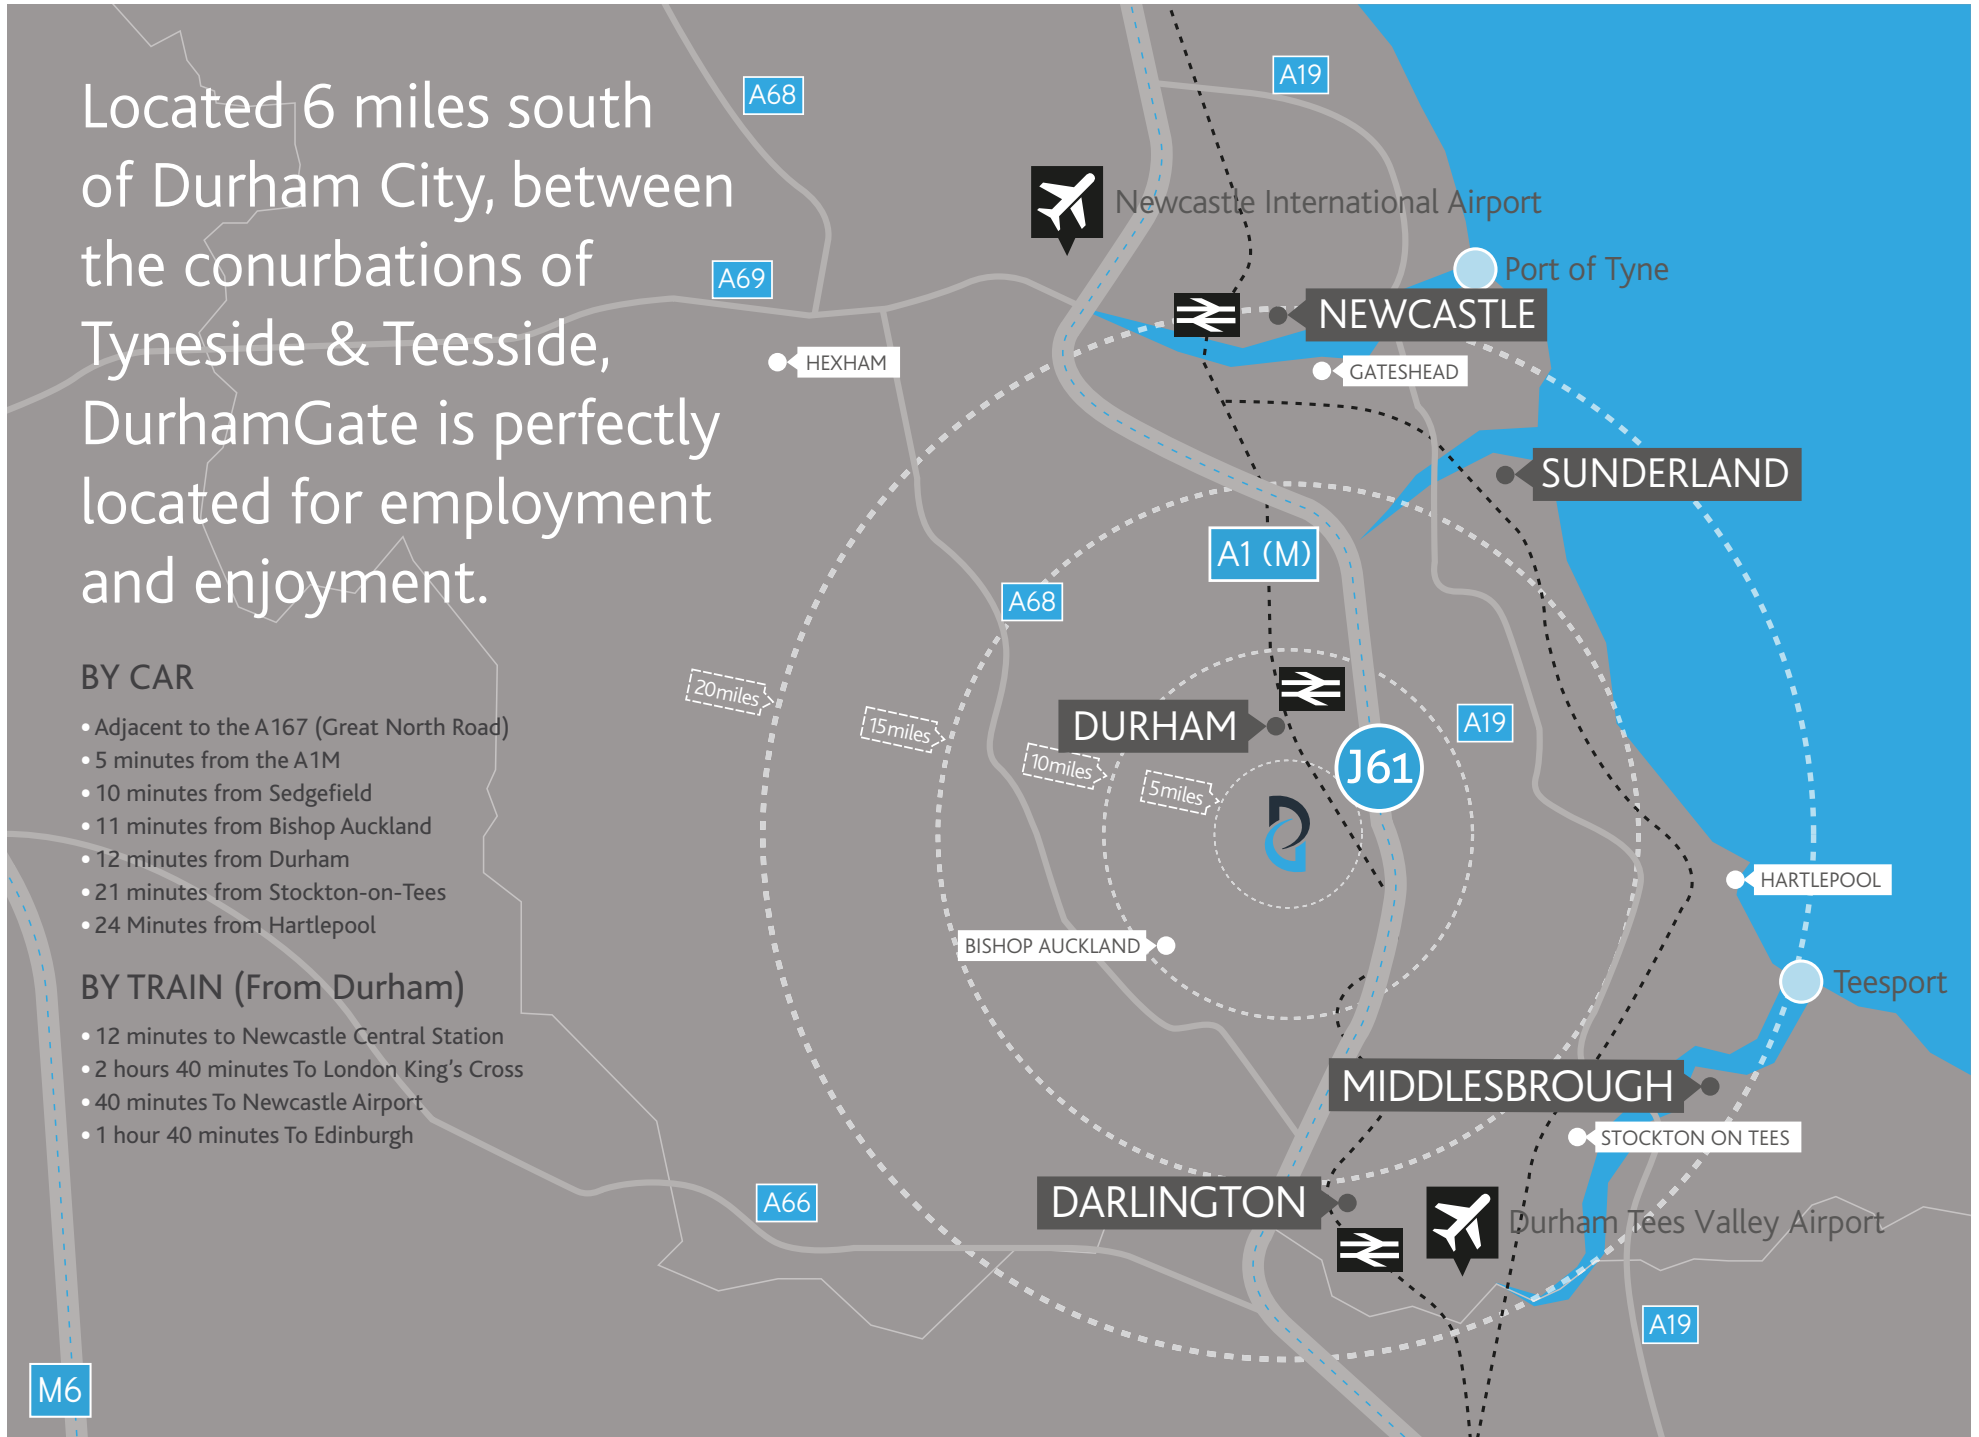 Located 6 miles south
of Durham City, between
the conurbations of
Tyneside & Teesside,
DurhamGate is perfectly
located for employment
and enjoyment.
BY CAR
• Adjacent to the A167 (Great North Road)
• 5 minutes from the A1M
• 10 minutes from Sedgefield
• 11 minutes from Bishop Auckland
• 12 minutes from Durham
• 21 minutes from Stockton-on-Tees
• 24 Minutes from Hartlepool
BY TRAIN (From Durham)
• 12 minutes to Newcastle Central Station
• 2 hours 40 minutes To London King's Cross
• 40 minutes To Newcastle Airport
• 1 hour 40 minutes To Edinburgh
A68
A19
Newcastle International Airport
Port of Tyne
A69
NEWCASTLE
HEXHAM
GATESHEAD
SUNDERLAND
A1 (M)
A68
20miles
15miles
10miles
5miles
DURHAM
A19
J61
HARTLEPOOL
BISHOP AUCKLAND
Teesport
MIDDLESBROUGH
STOCKTON ON TEES
DARLINGTON
A66
Durham Tees Valley Airport
A19
M6